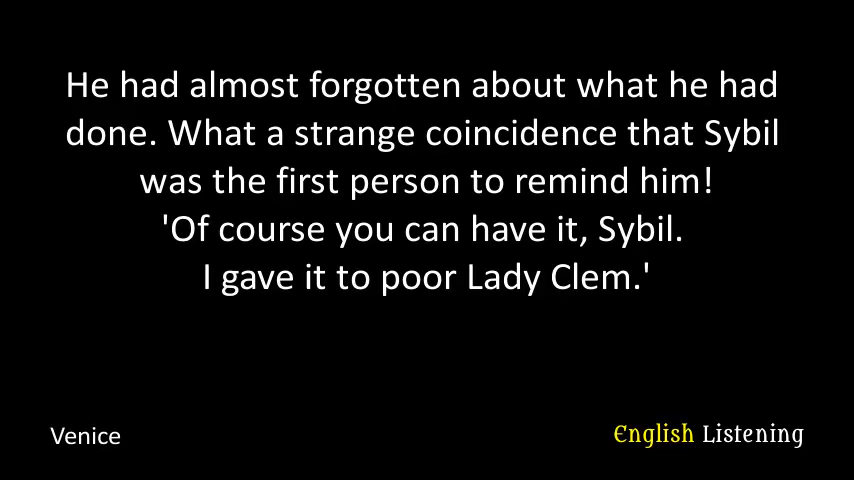 He had almost forgotten about what he had
done. What a strange coincidence that Sybil
was the first person to remind him!
'Of course you can have it, Sybil.
I gave it to poor Lady Clem.'
Venice
English Listening